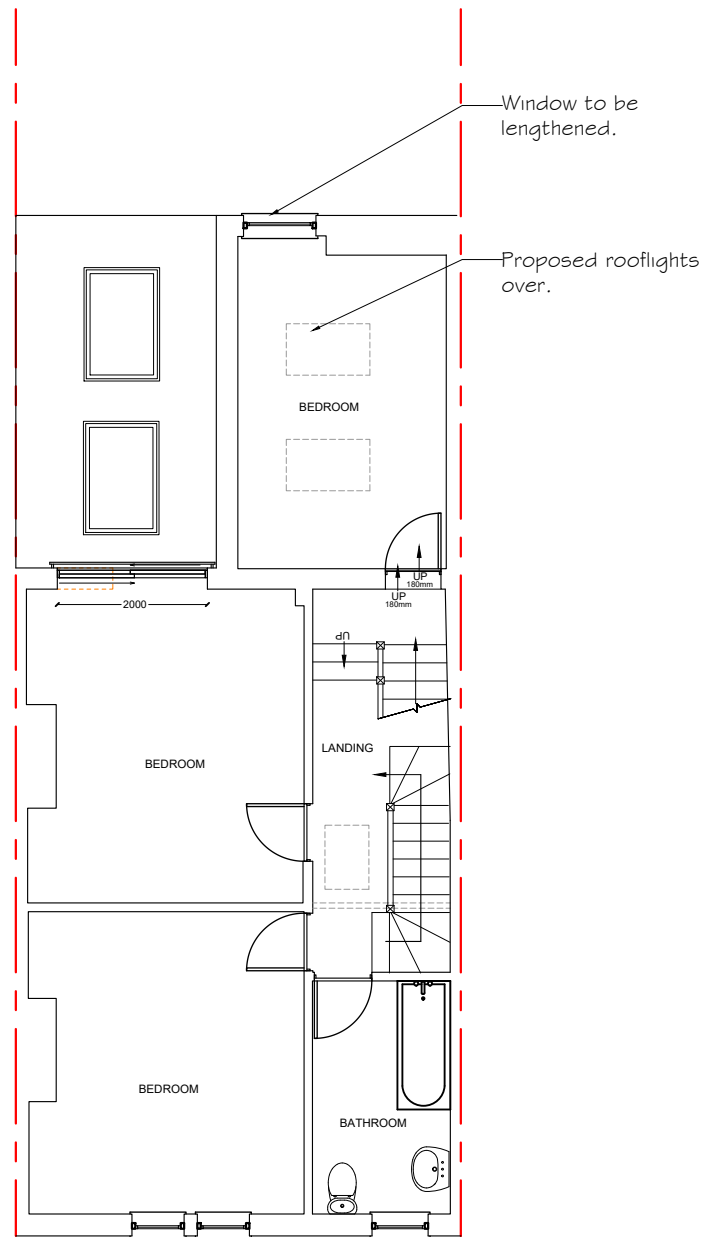 Window to be
lengthened.
Proposed rooflights
over.
BEDROOM
UP
180mm
UP
180mm
2000
UP
BEDROOM
LANDING
BEDROOM
BATHROOM